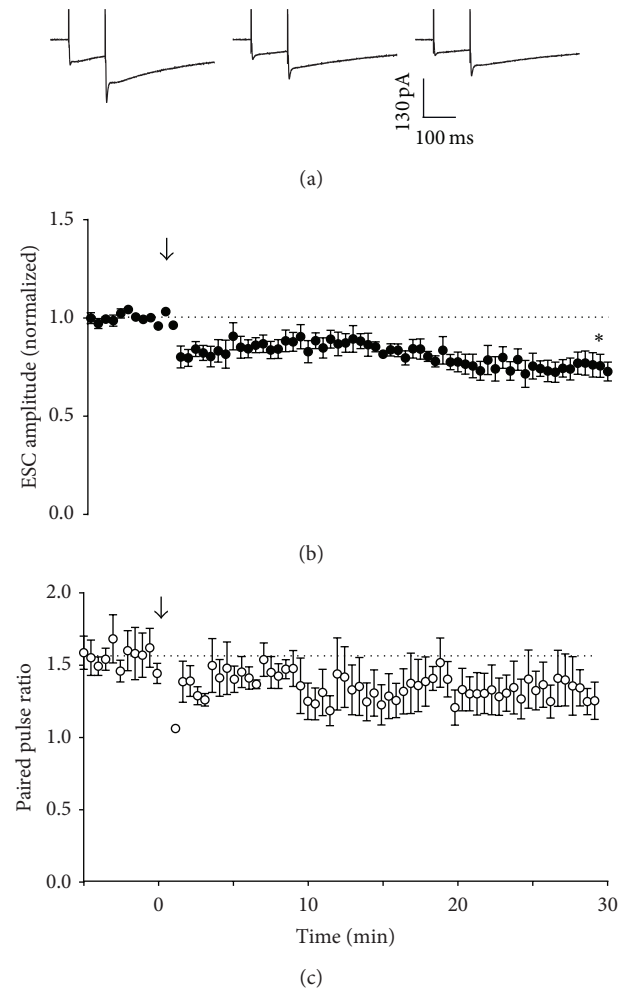 130 pA
100 ms
(a)
ESC amplitude (normalized)
1.5
1.0
0.5
0.0
*
(b)
Paired pulse ratio
2.0
1.5
1.0
0.5
0.0
0
10
20
30
Time (min)
(c)